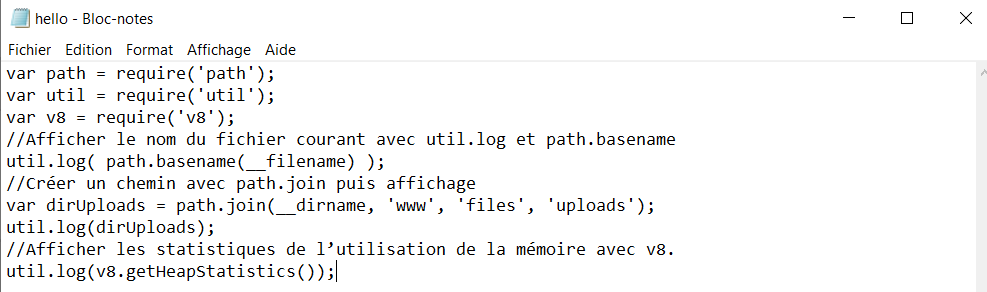 hello - Bloc-notes
Fichier Edition Format Affichage Aide
var path = require('path');
var util = require('util');
var v8 = require('v8');
//Afficher le nom du fichier courant avec util.log et path.basename
util.log( path.basename(__filename) );
//Créer un chemin avec path.join puis affichage
var dirUploads = path.join(__dirname, 'www', 'files', 'uploads');
util.log(dirUploads);
//Afficher les statistiques de l’utilisation de la mémoire avec v8.
util.log(v8.getHeapStatistics());